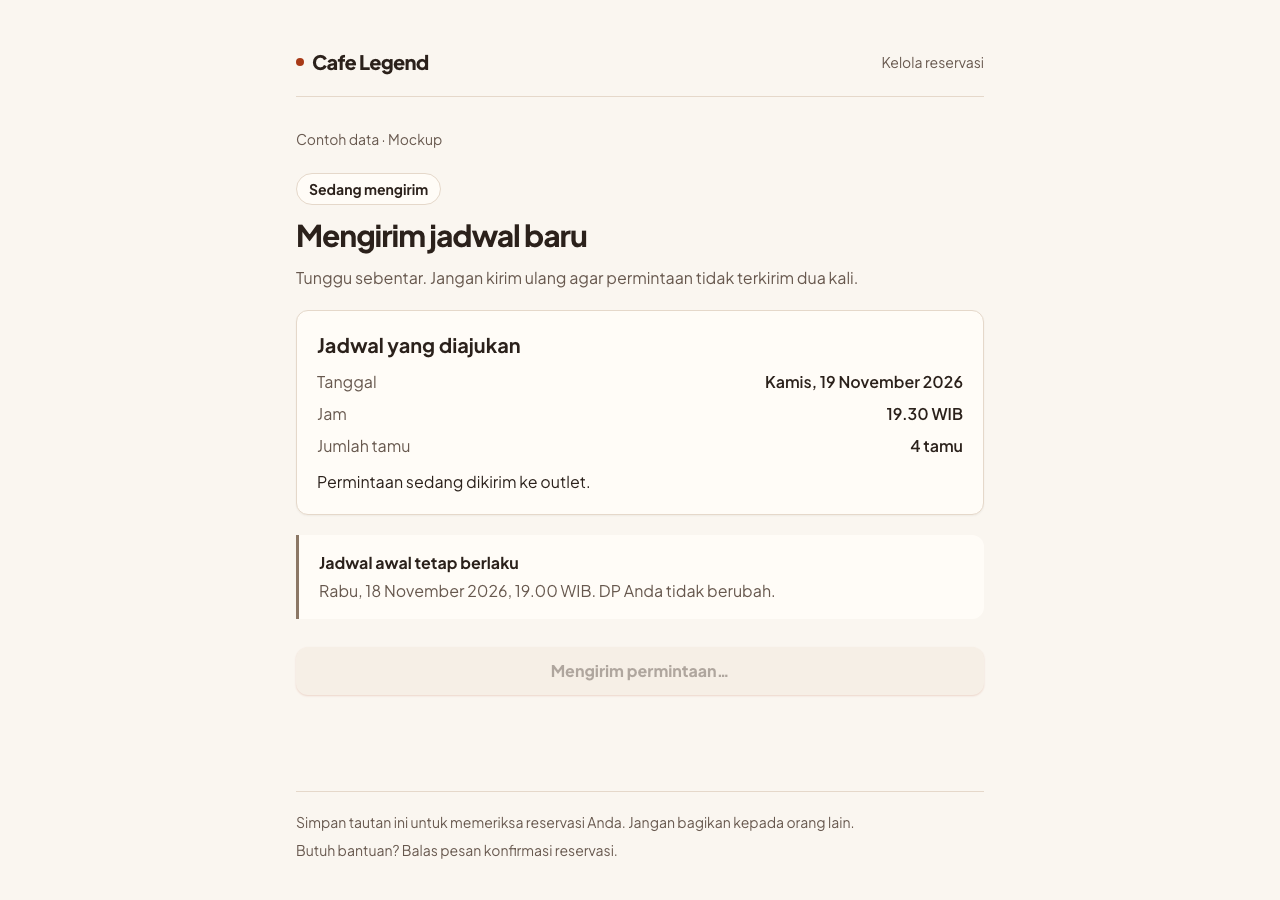 Cafe Legend
Kelola reservasi
Contoh data · Mockup
Sedang mengirim
Mengirim jadwal baru
Tunggu sebentar. Jangan kirim ulang agar permintaan tidak terkirim dua kali.
Jadwal yang diajukan
Tanggal
Kamis, 19 November 2026
Jam
19.30 WIB
Jumlah tamu
4 tamu
Permintaan sedang dikirim ke outlet.
Jadwal awal tetap berlaku
Rabu, 18 November 2026, 19.00 WIB. DP Anda tidak berubah.
Mengirim permintaan…
Simpan tautan ini untuk memeriksa reservasi Anda. Jangan bagikan kepada orang lain.
Butuh bantuan? Balas pesan konfirmasi reservasi.